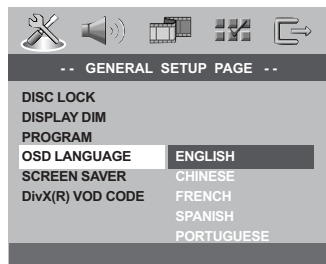 -- GENERAL SETUP PAGE --
DISC LOCK
DISPLAY DIM
PROGRAM
OSD LANGUAGE ENGLISH
SCREEN SAVER CHINESE
DivX(R) VOD CODE FRENCH
SPANISH
PORTUGUESE